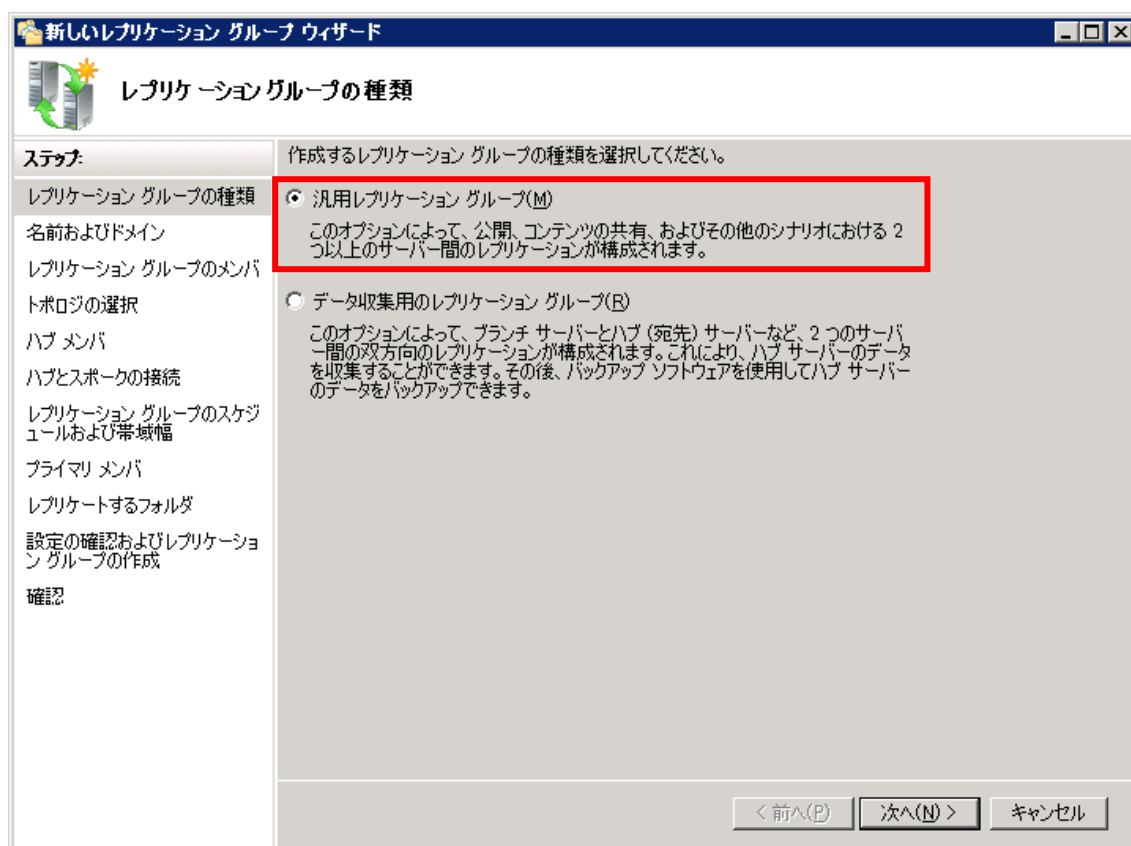 新しいレプリケーション グループ ウィザード
レプリケーション グループの種類
ステップ:
レプリケーション グループの種類
名前およびドメイン
レプリケーション グループのメンバ
トポロジの選択
ハブ メンバ
ハブとスポークの接続
レプリケーション グループのスケジ
ュールおよび帯域幅
プライマリ メンバ
レプリケートするフォルダ
設定の確認およびレプリケーショ
ン グループの作成
確認
作成するレプリケーション グループの種類を選択してください。
汎用レプリケーション グループ(M)
このオプションによって、公開、コンテンツの共有、およびその他のシナリオにおける 2
つ以上のサーバー間のレプリケーションが構成されます。
データ収集用のレプリケーション グループ(R)
このオプションによって、ブランチ サーバーとハブ (宛先) サーバーなど、2 つのサーバ
ー間の双方向のレプリケーションが構成されます。これにより、ハブ サーバーのデータ
を収集することができます。その後、バックアップ ソフトウェアを使用してハブ サーバー
のデータをバックアップできます。
< 前へ(P)
次へ(N) >
キャンセル